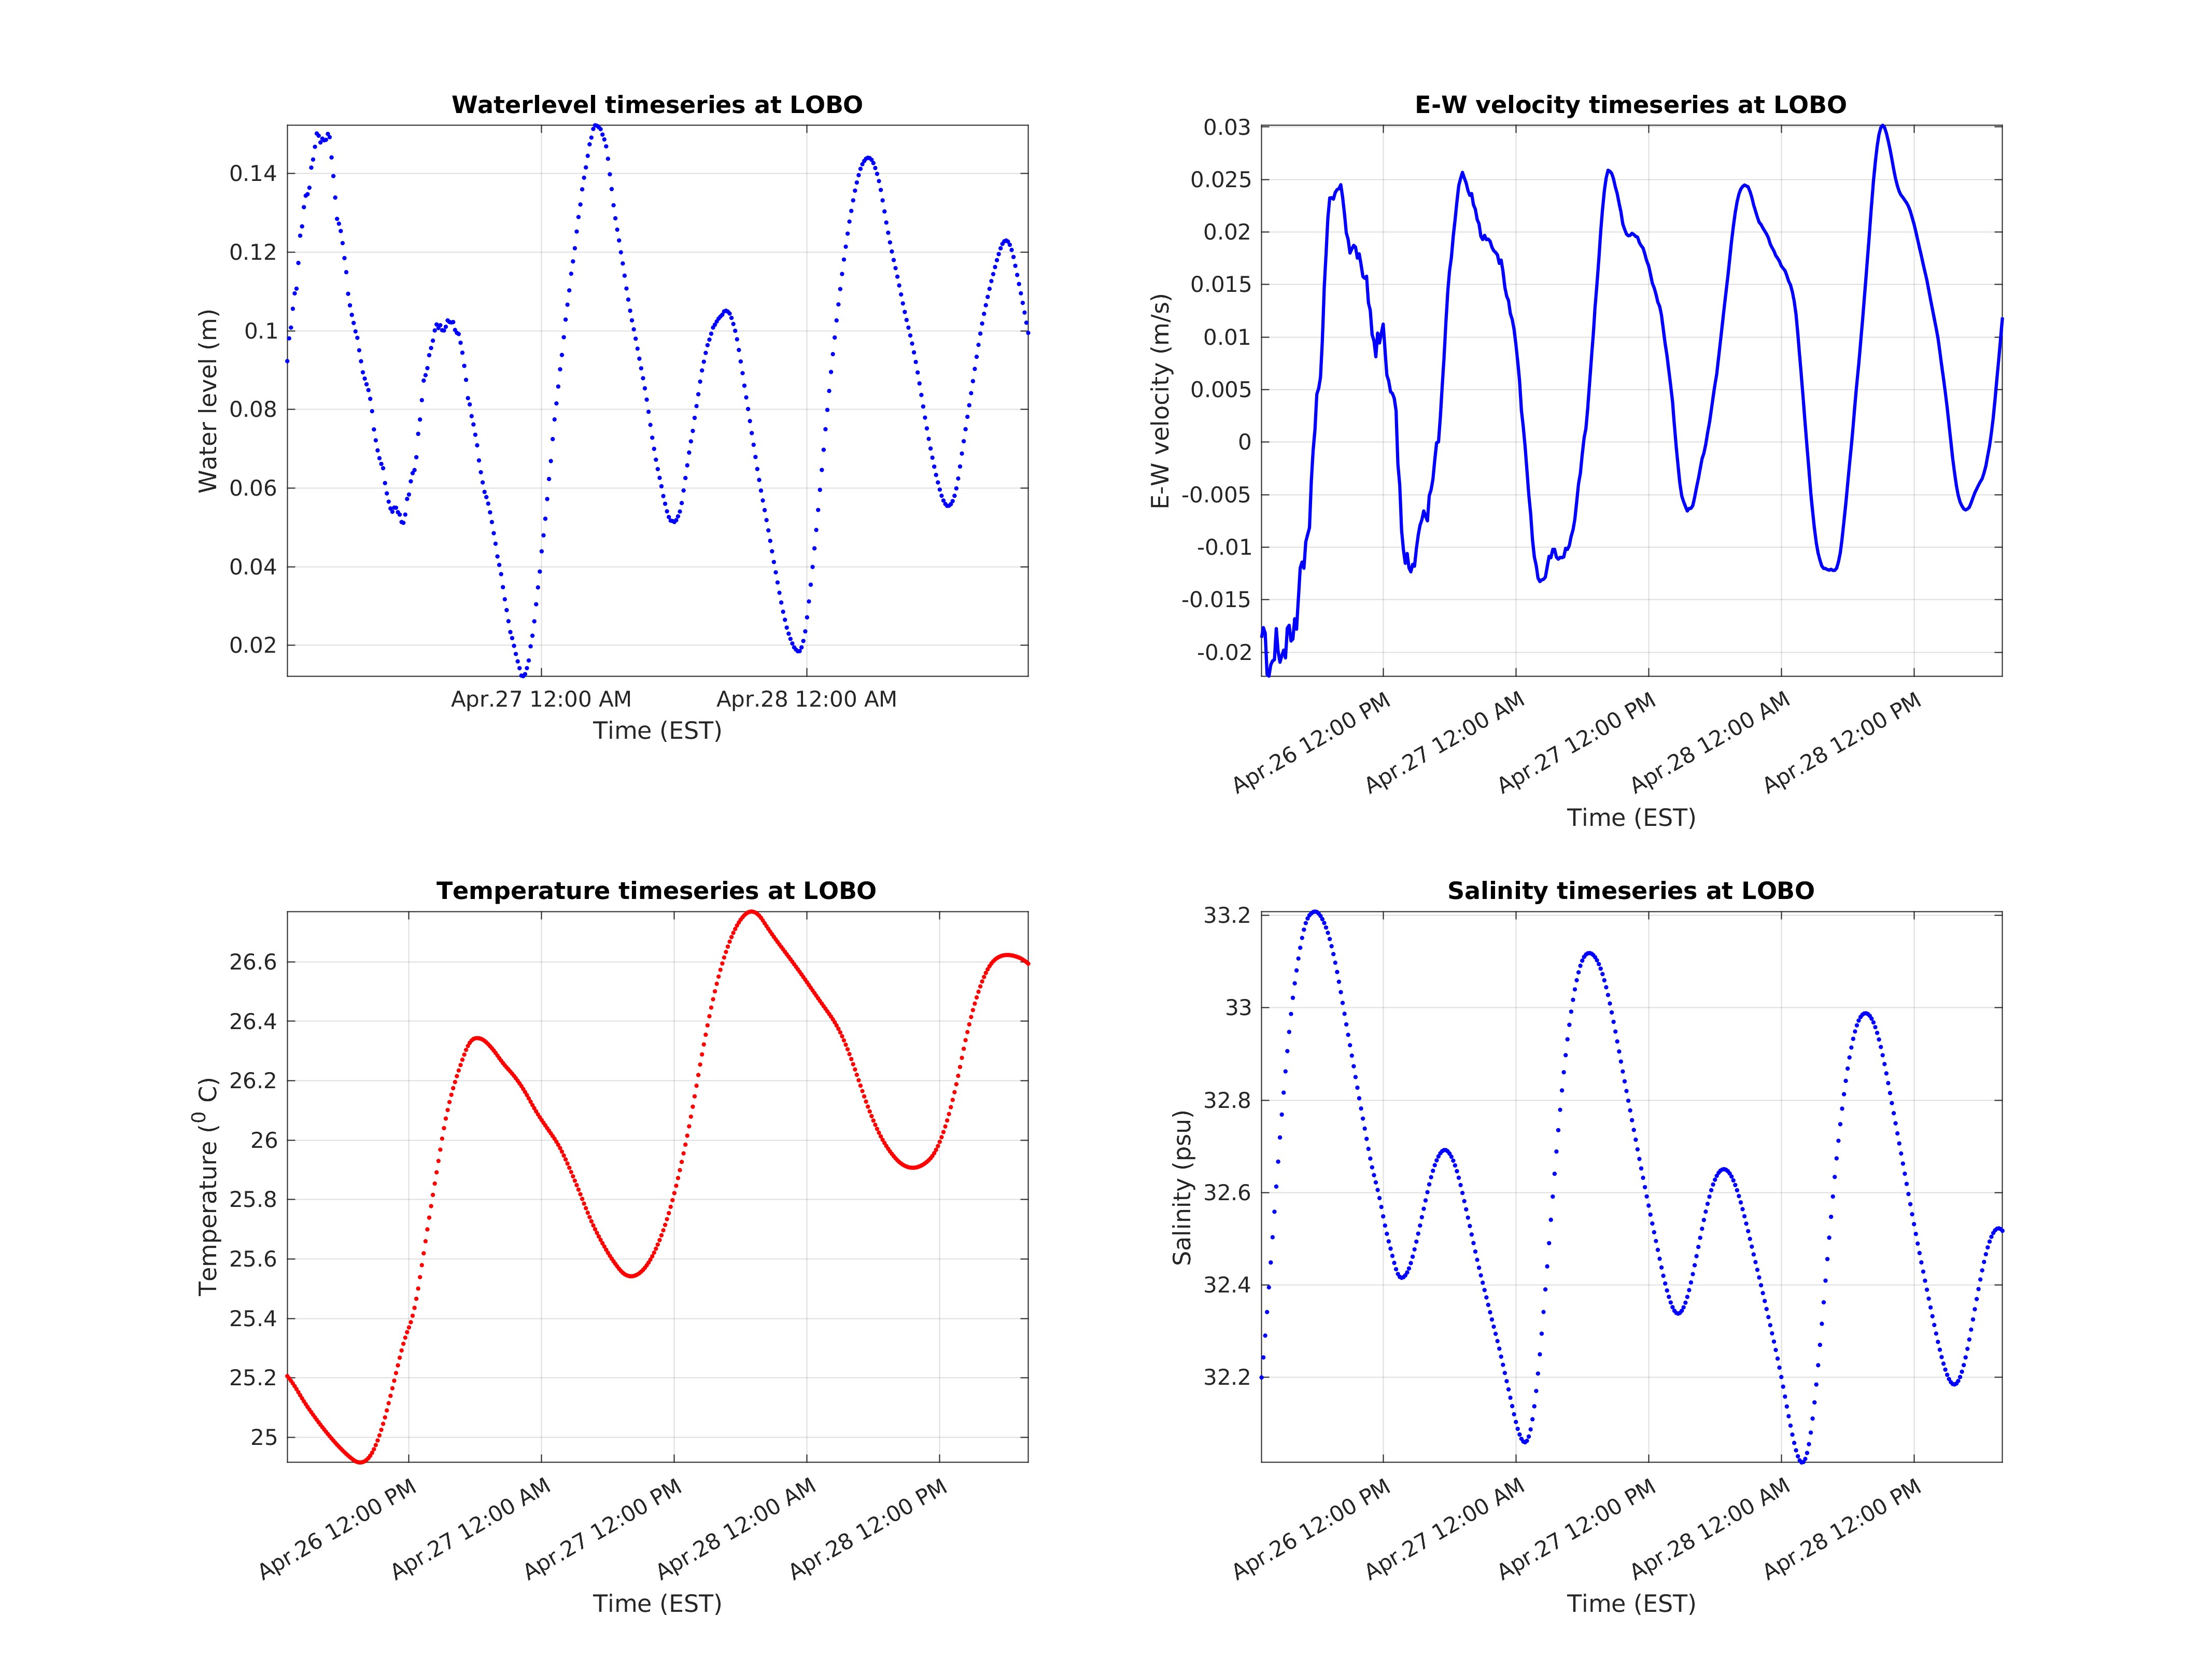 Waterlevel timeseries at LOBO
0.14
0.12
0.1
0.08
0.06
0.04
0.02
Water level (m)
Apr.27 12:00 AM
Apr.28 12:00 AM
Time (EST)
E-W velocity timeseries at LOBO
0.03
0.025
0.02
0.015
0.01
0.005
0
-0.005
-0.01
-0.015
-0.02
E-W velocity (m/s)
Apr.26 12:00 PM
Apr.27 12:00 AM
Apr.27 12:00 PM
Apr.28 12:00 AM
Apr.28 12:00 PM
Time (EST)
Temperature timeseries at LOBO
26.6
26.4
26.2
26
25.8
25.6
25.4
25.2
25
Temperature (⁰ C)
Apr.26 12:00 PM
Apr.27 12:00 AM
Apr.27 12:00 PM
Apr.28 12:00 AM
Apr.28 12:00 PM
Time (EST)
Salinity timeseries at LOBO
33.2
33
32.8
32.6
32.4
32.2
Salinity (psu)
Apr.26 12:00 PM
Apr.27 12:00 AM
Apr.27 12:00 PM
Apr.28 12:00 AM
Apr.28 12:00 PM
Time (EST)